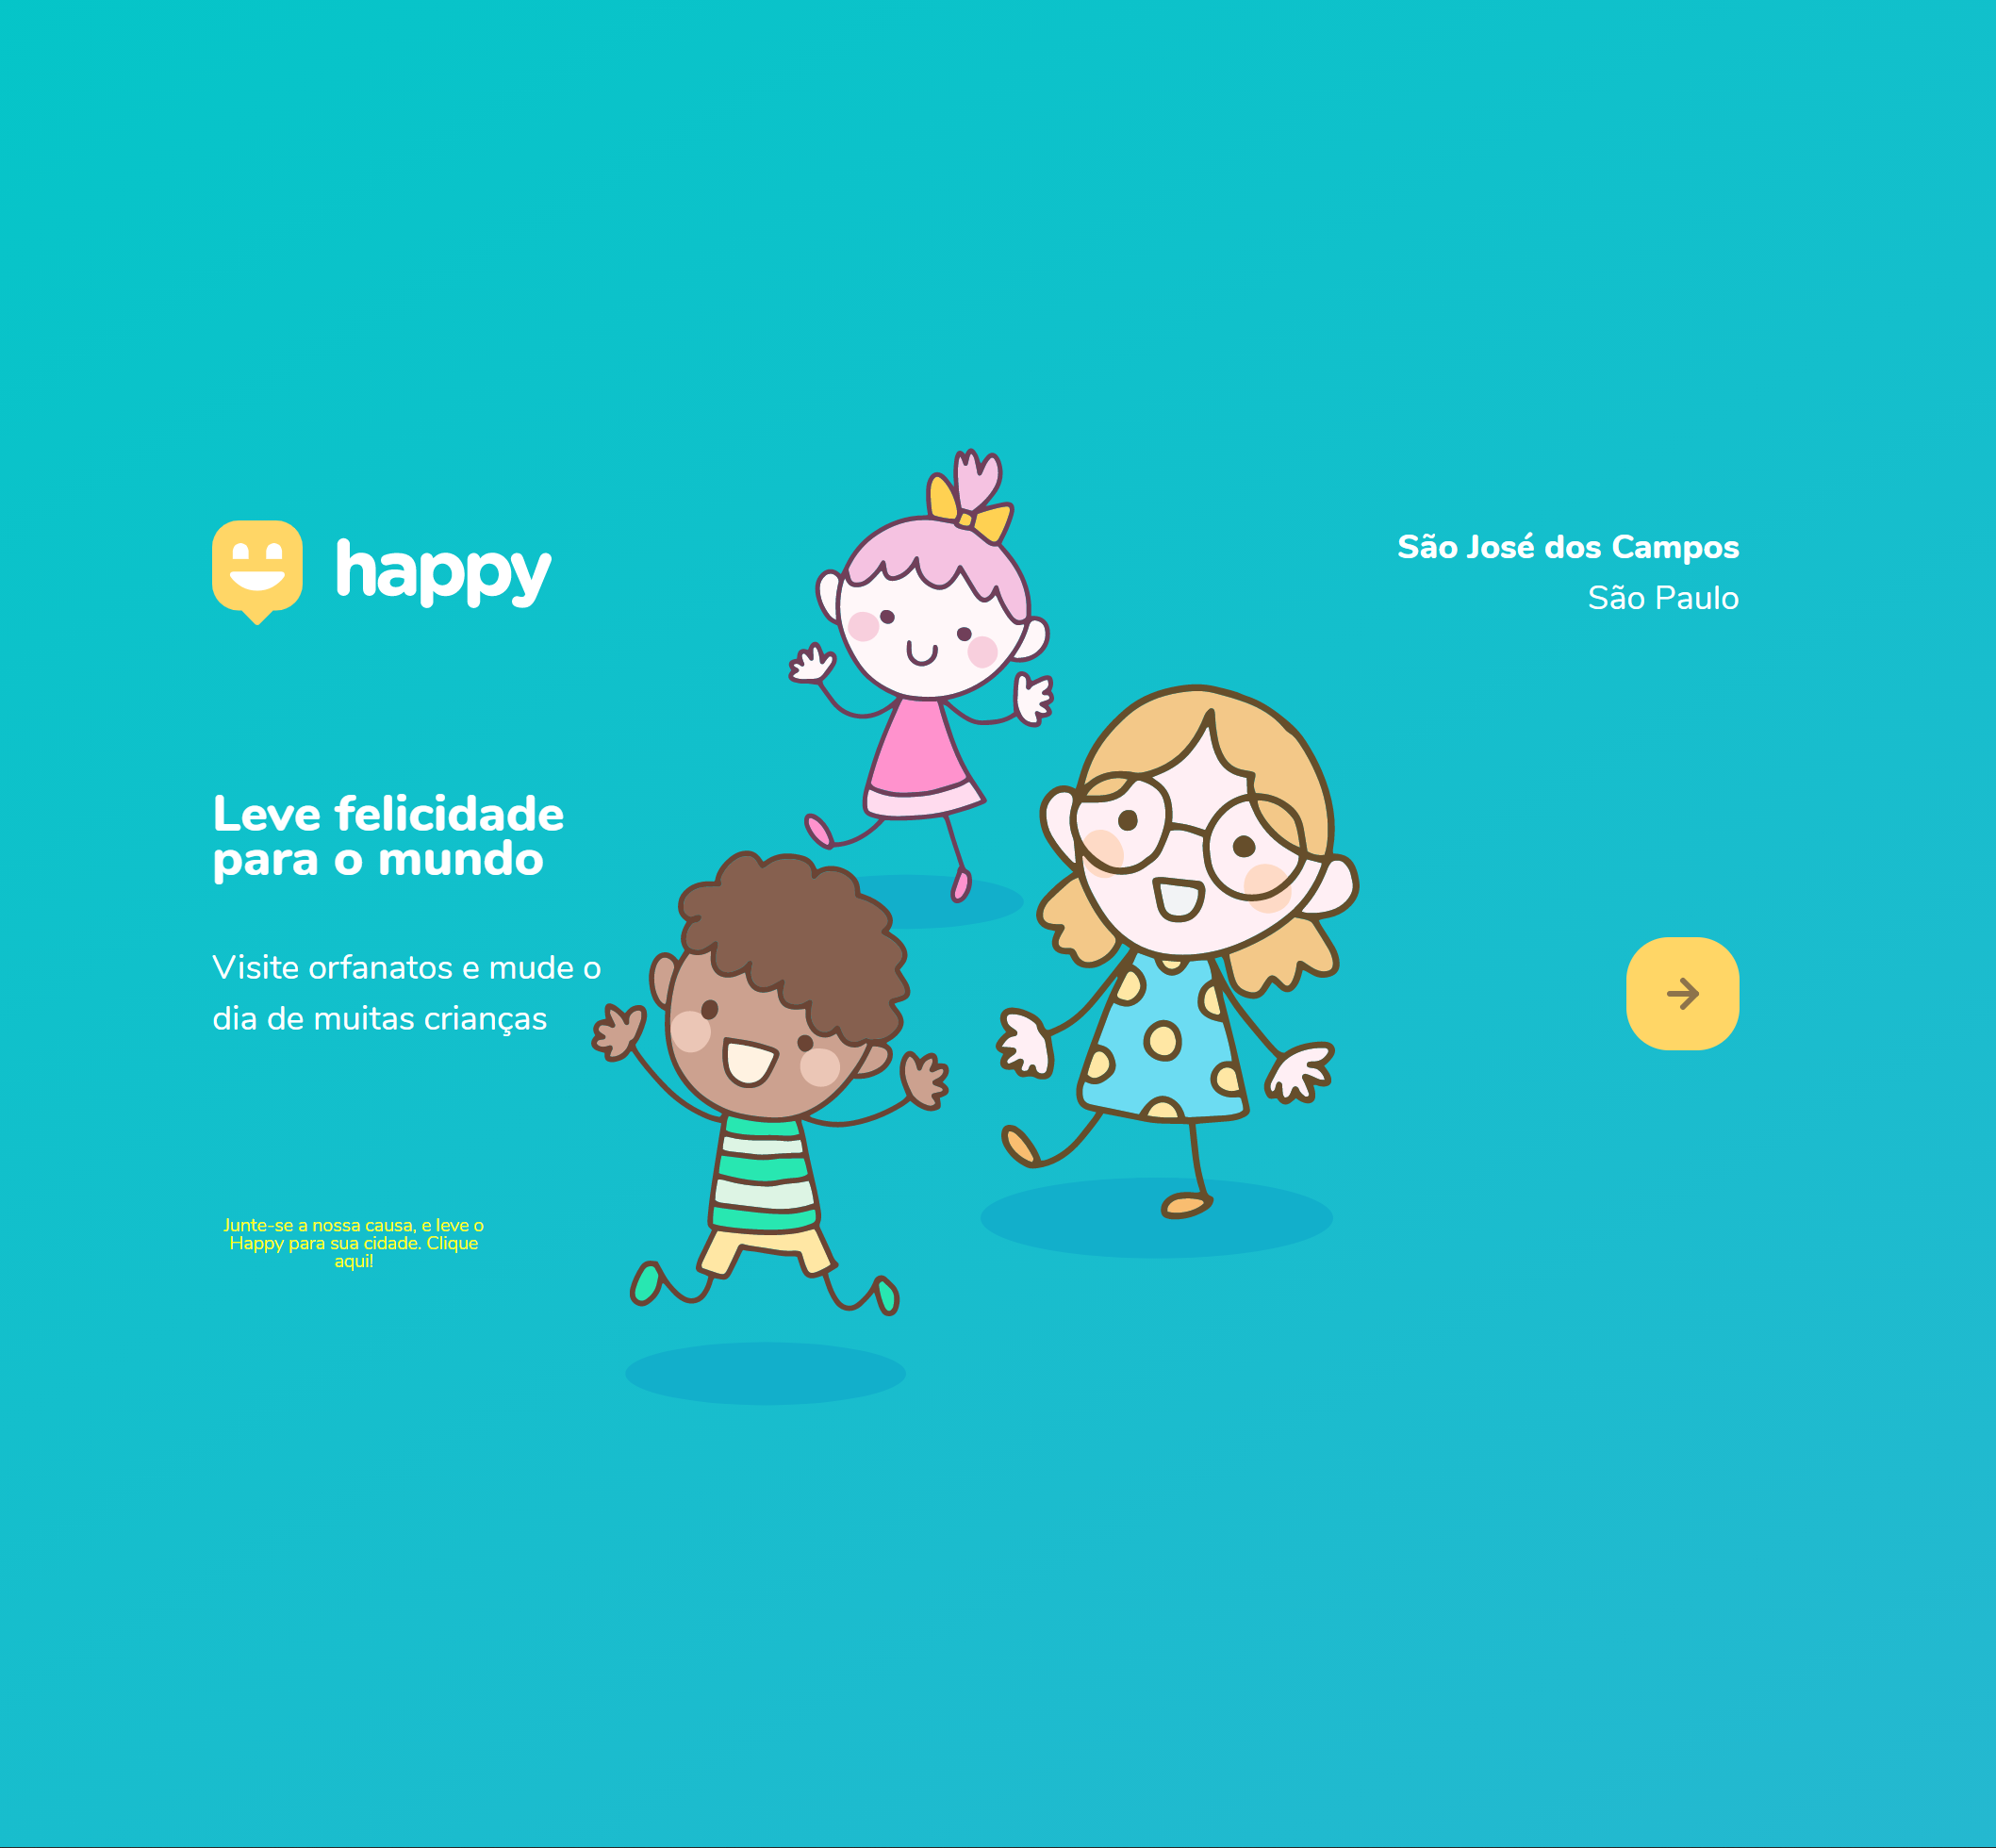 happy
São José dos Campos
São Paulo
Leve felicidade
para o mundo
Visite orfanatos e mude o
dia de muitas crianças
Junte-se a nossa causa, e leve o
Happy para sua cidade. Clique
aqui!